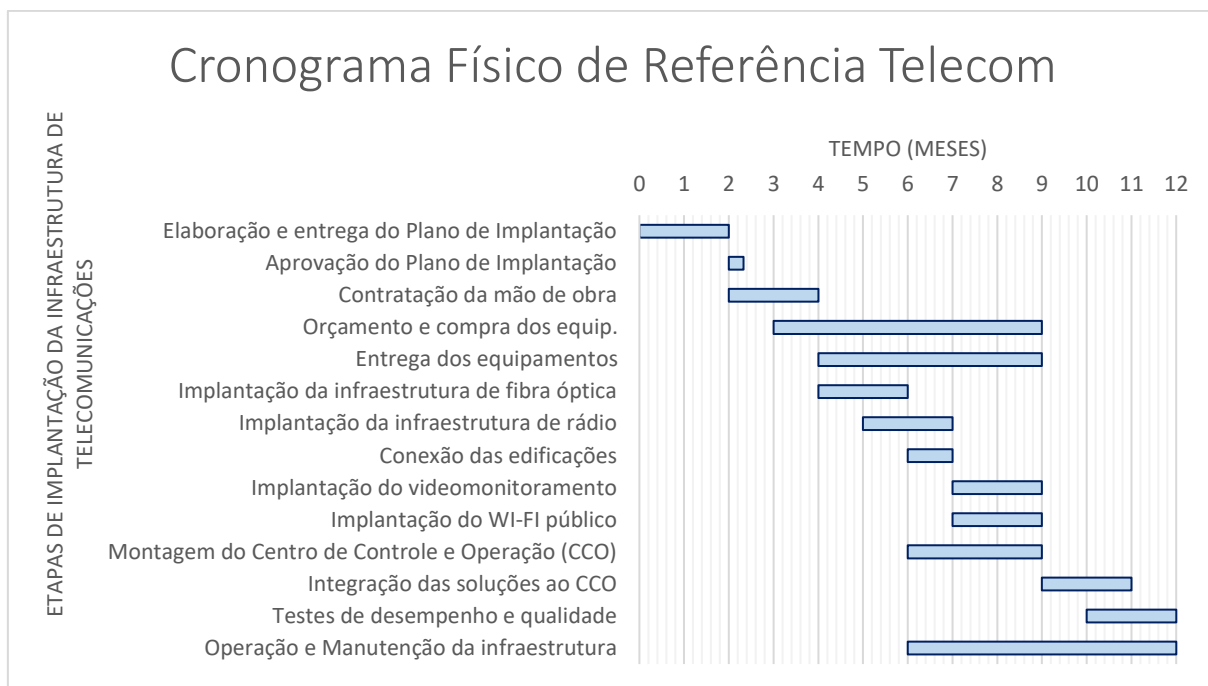 Cronograma Físico de Referência Telecom
TEMPO (MESES)
0 1 2 3 4 5 6 7 8 9 10 11 12
ETAPAS DE IMPLANTAÇÃO DA INFRAESTRUTURA DE
TELECOMUNICAÇÕES
Elaboração e entrega do Plano de Implantação
Aprovação do Plano de Implantação
Contratação da mão de obra
Orçamento e compra dos equip.
Entrega dos equipamentos
Implantação da infraestrutura de fibra óptica
Implantação da infraestrutura de rádio
Conexão das edificações
Implantação do videomonitoramento
Implantação do WI-FI público
Montagem do Centro de Controle e Operação (CCO)
Integração das soluções ao CCO
Testes de desempenho e qualidade
Operação e Manutenção da infraestrutura